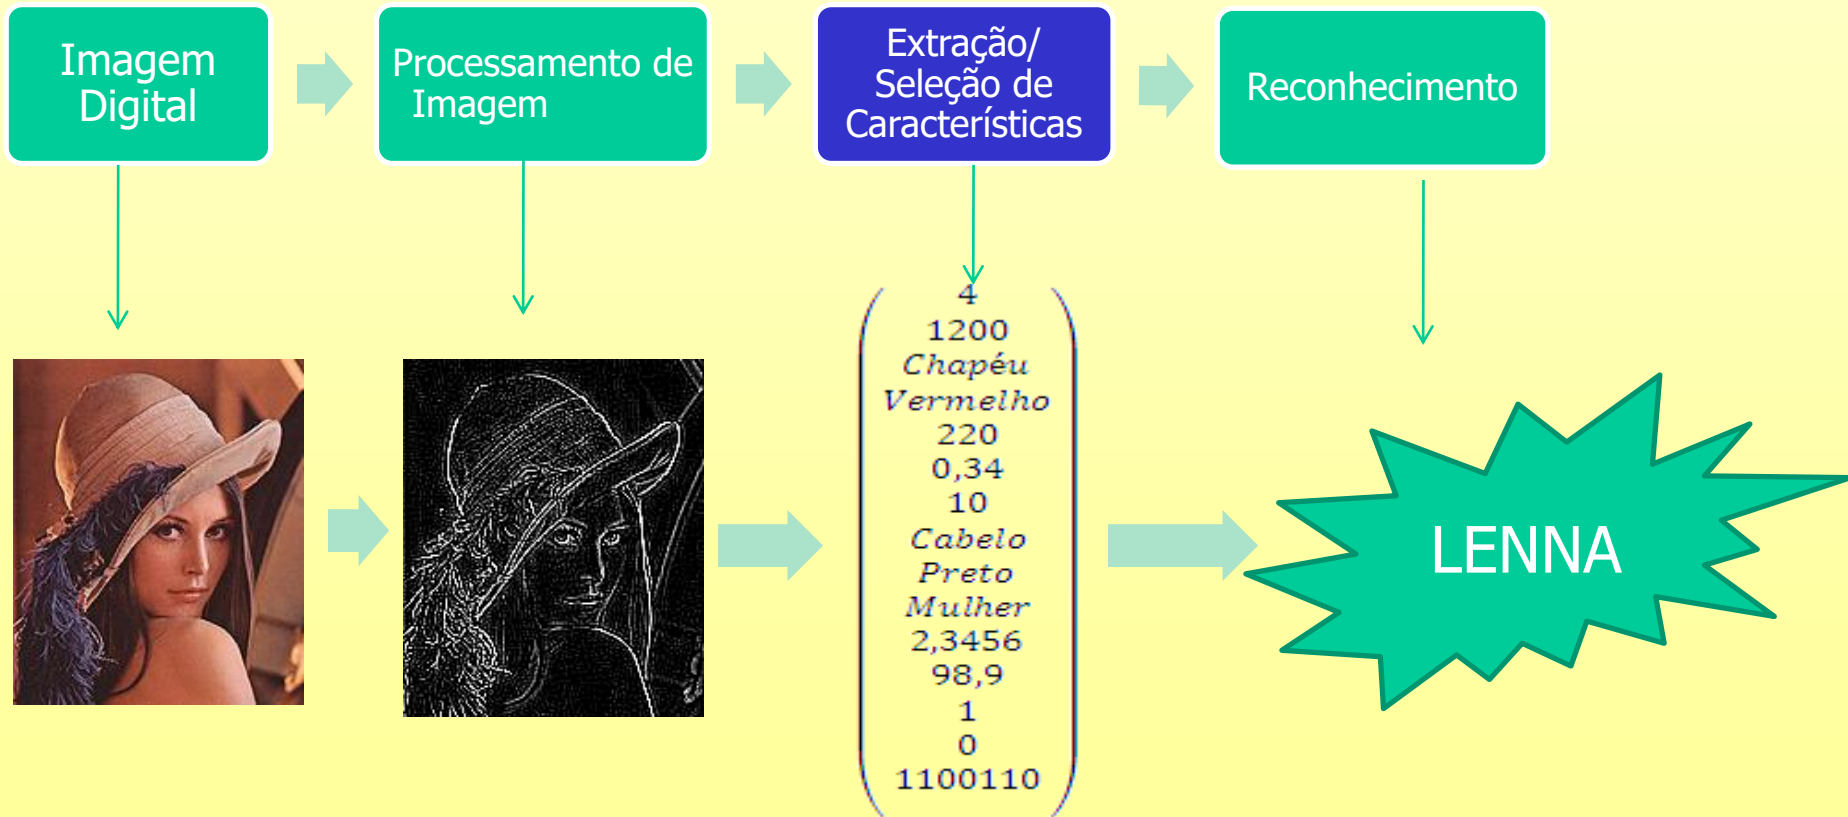 Imagem
Digital
Processamento de
Imagem
Extração/
Seleção de
Características
Reconhecimento
4
1200
Chapéu
Vermelho
220
0,34
10
Cabelo
Preto
Mulher
2,3456
98,9
1
0
1100110
LENNA